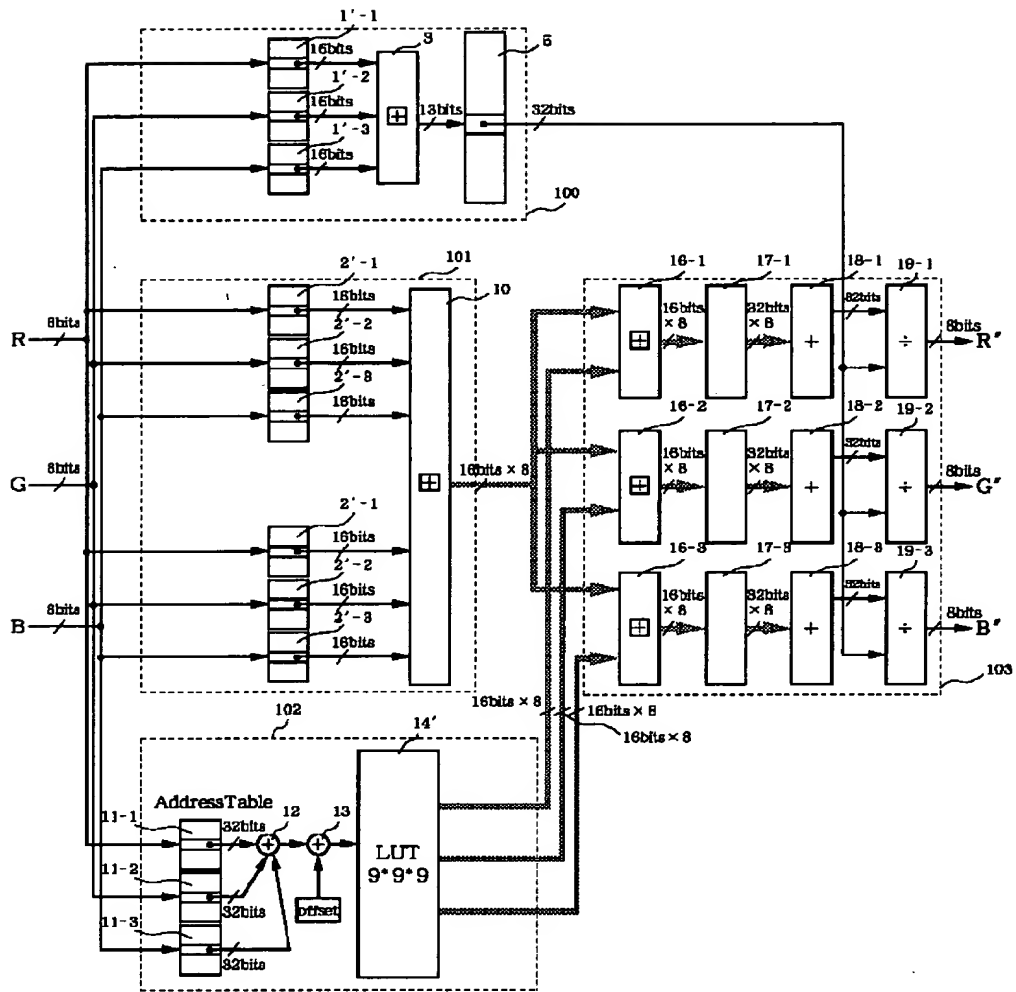 1'-1
3
5
16bits
1'-2
16bits
1'-3
16bits
13bits
32bits
100
2'-1
101
10
16bits
2'-2
16bits
2'-3
16bits
R
8bits
G
8bits
B
8bits
2'-1
16bits
2'-2
16bits
2'-3
16bits
16bits × 8
16-1
17-1
18-1
19-1
16bits × 8
32bits × 8
32bits
+
÷
8bits
R″
16-2
17-2
18-2
19-2
16bits × 8
32bits × 8
32bits
+
÷
8bits
G″
16-3
17-3
18-3
19-3
16bits × 8
32bits × 8
32bits
+
÷
8bits
B″
103
16bits × 8
16bits × 8
16bits × 8
102
14'
AddressTable
11-1
32bits
12
13
11-2
32bits
offset
11-3
32bits
LUT
9*9*9